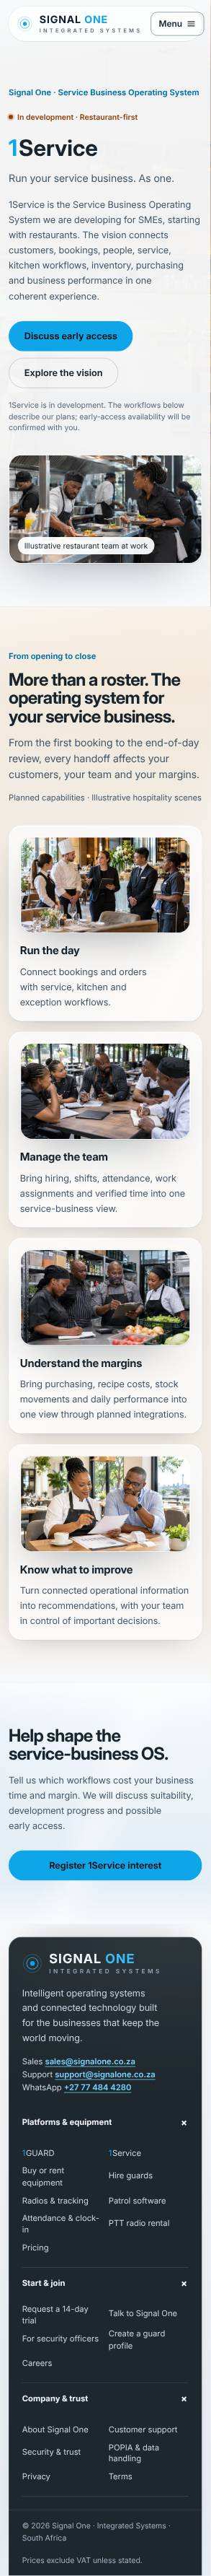 SIGNAL ONE
INTEGRATED SYSTEMS
Menu
Signal One · Service Business Operating System
In development · Restaurant-first
1Service
Run your service business. As one.
1Service is the Service Business Operating
System we are developing for SMEs, starting
with restaurants. The vision connects
customers, bookings, people, service,
kitchen workflows, inventory, purchasing
and business performance in one
coherent experience.
Discuss early access
Explore the vision
1Service is in development. The workflows below
describe our plans; early-access availability will be
confirmed with you.
Illustrative restaurant team at work
From opening to close
More than a roster. The
operating system for
your service business.
From the first booking to the end-of-day
review, every handoff affects your
customers, your team and your margins.
Planned capabilities · Illustrative hospitality scenes
Run the day
Connect bookings and orders
with service, kitchen and
exception workflows.
Manage the team
Bring hiring, shifts, attendance, work
assignments and verified time into one
service-business view.
Understand the margins
Bring purchasing, recipe costs, stock
movements and daily performance into
one view through planned integrations.
Know what to improve
Turn connected operational information
into recommendations, with your team
in control of important decisions.
Help shape the
service-business OS.
Tell us which workflows cost your business
time and margin. We will discuss suitability,
development progress and possible
early access.
Register 1Service interest
SIGNAL ONE
INTEGRATED SYSTEMS
Intelligent operating systems
and connected technology built
for the businesses that keep the
world moving.
Sales sales@signalone.co.za
Support support@signalone.co.za
WhatsApp +27 77 484 4280
Platforms & equipment
1GUARD
1Service
Buy or rent
equipment
Hire guards
Radios & tracking
Patrol software
Attendance & clock-
in
PTT radio rental
Pricing
Start & join
Request a 14-day
trial
Talk to Signal One
For security officers
Create a guard
profile
Careers
Company & trust
About Signal One
Customer support
Security & trust
POPIA & data
handling
Privacy
Terms
© 2026 Signal One · Integrated Systems ·
South Africa
Prices exclude VAT unless stated.